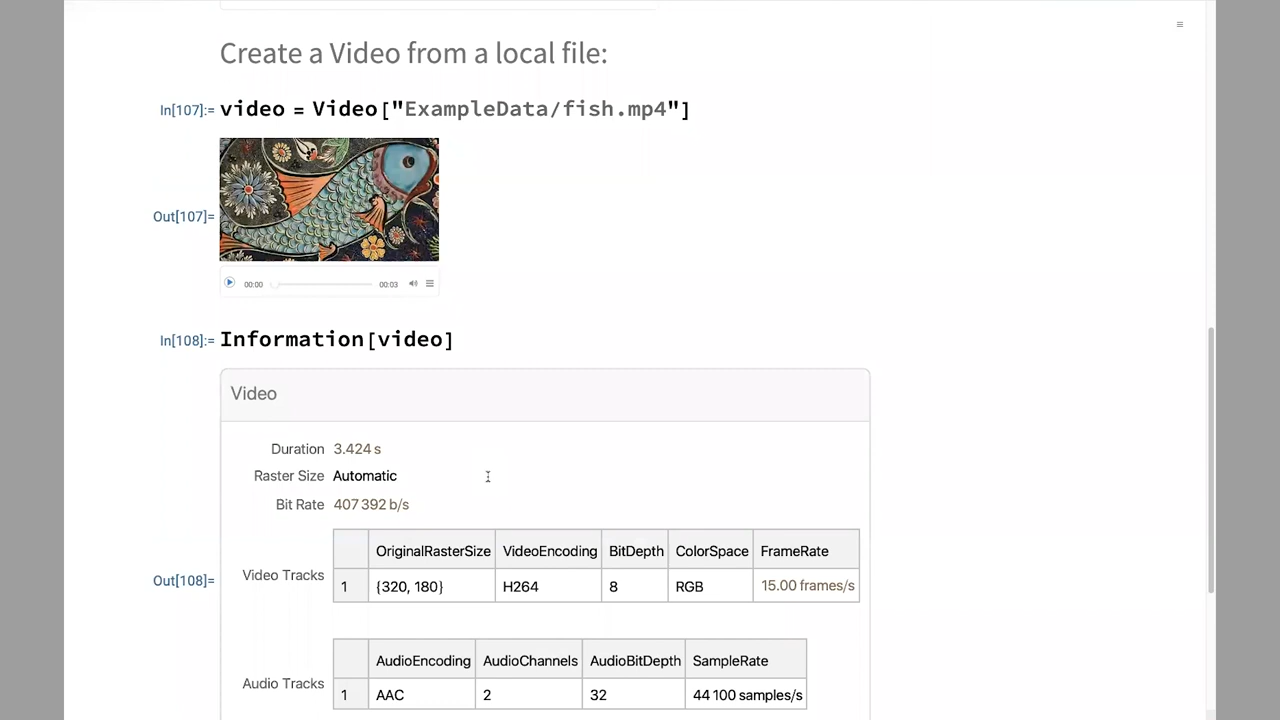 Create a Video from a local file:
In[107]:= video = Video["ExampleData/fish.mp4"]
Out[107]=
00:00 00:03
In[108]:= Information[video]
Video
Duration 3.424 s
Raster Size Automatic
Bit Rate 407 392 b/s
OriginalRasterSize VideoEncoding BitDepth ColorSpace FrameRate
Out[108]= Video Tracks 1 {320, 180} H264 8 RGB 15.00 frames/s
AudioEncoding AudioChannels AudioBitDepth SampleRate
Audio Tracks 1 AAC 2 32 44 100 samples/s